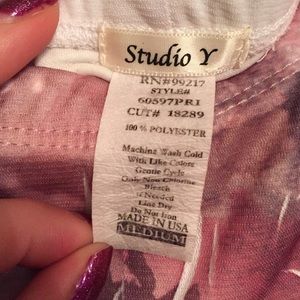 Studio Y
RN#99217
STYLE#
60597PRI
CUT# 18289
100% POLYESTER
Machine Wash Cold
With Like Colors
Gentle Cycle
Only Non Chlorine
Bleach
if Needed
Line Dry
Do Not Iron
MADE IN USA
MEDIUM